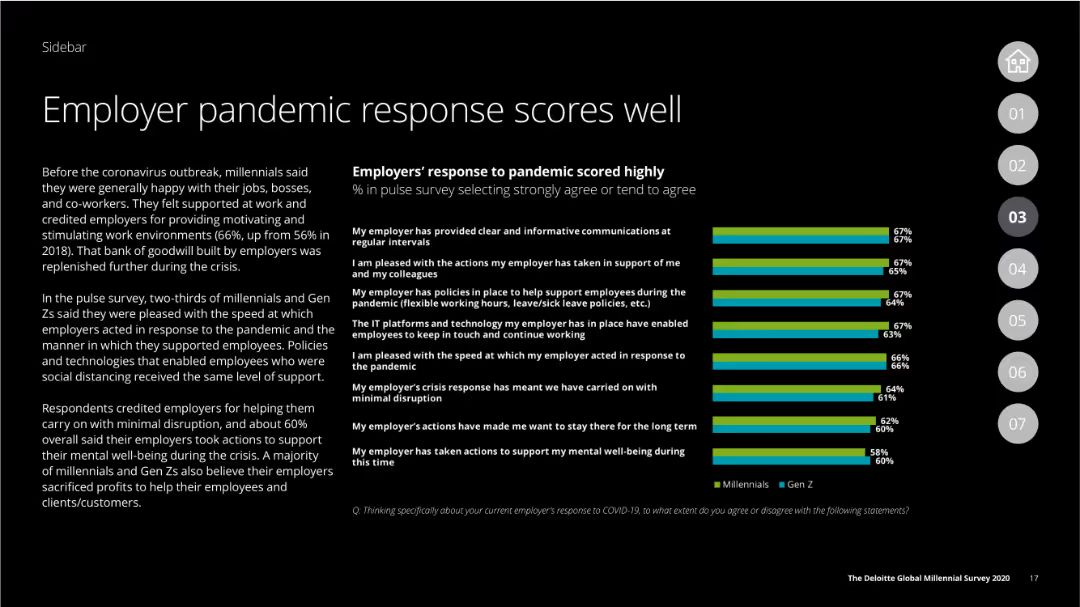 Sidebar
Employer pandemic response scores well
Before the coronavirus outbreak, millennials said
they were generally happy with their jobs, bosses,
and co-workers. They felt supported at work and
credited employers for providing motivating and
stimulating work environments (66%, up from 56% in
2018). That bank of goodwill built by employers was
replenished further during the crisis.
In the pulse survey, two-thirds of millennials and Gen
Zs said they were pleased with the speed at which
employers acted in response to the pandemic and the
manner in which they supported employees. Policies
and technologies that enabled employees who were
social distancing received the same level of support.
Respondents credited employers for helping them
carry on with minimal disruption, and about 60%
overall said their employers took actions to support
their mental well-being during the crisis. A majority
of millennials and Gen Zs also believe their employers
sacrificed profits to help their employees and
clients/customers.
Employers' response to pandemic scored highly
% in pulse survey selecting strongly agree or tend to agree
My employer has provided clear and informative communications at
regular intervals
67%
67%
I am pleased with the actions my employer has taken in support of me
and my colleagues
67%
65%
My employer has policies in place to help support employees during the
pandemic (flexible working hours, leave/sick leave policies, etc.)
67%
64%
The IT platforms and technology my employer has in place have enabled
employees to keep in touch and continue working
67%
63%
I am pleased with the speed at which my employer acted in response to
the pandemic
66%
66%
My employer's crisis response has meant we have carried on with
minimal disruption
64%
61%
My employer's actions have made me want to stay there for the long term
62%
60%
My employer has taken actions to support my mental well-being during
this time
58%
60%
Millennials
Gen Z
Q: Thinking specifically about your current employer's response to COVID-19, to what extent do you agree or disagree with the following statements?
01
02
03
04
05
06
07
The Deloitte Global Millennial Survey 2020
17